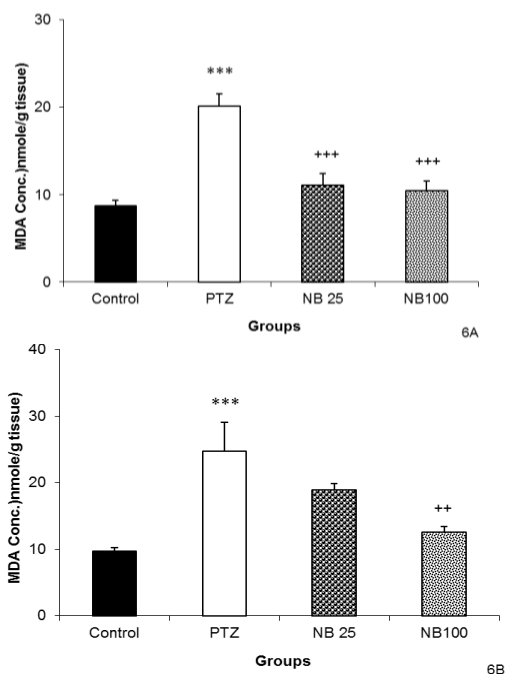 30
***
20
+++
+++
10
0
MDA Conc.)nmole/g tissue)
Control PTZ NB 25 NB100
Groups
6A
40
***
30
20
++
10
0
MDA Conc.)nmole/g tissue)
Control PTZ NB 25 NB100
Groups
6B